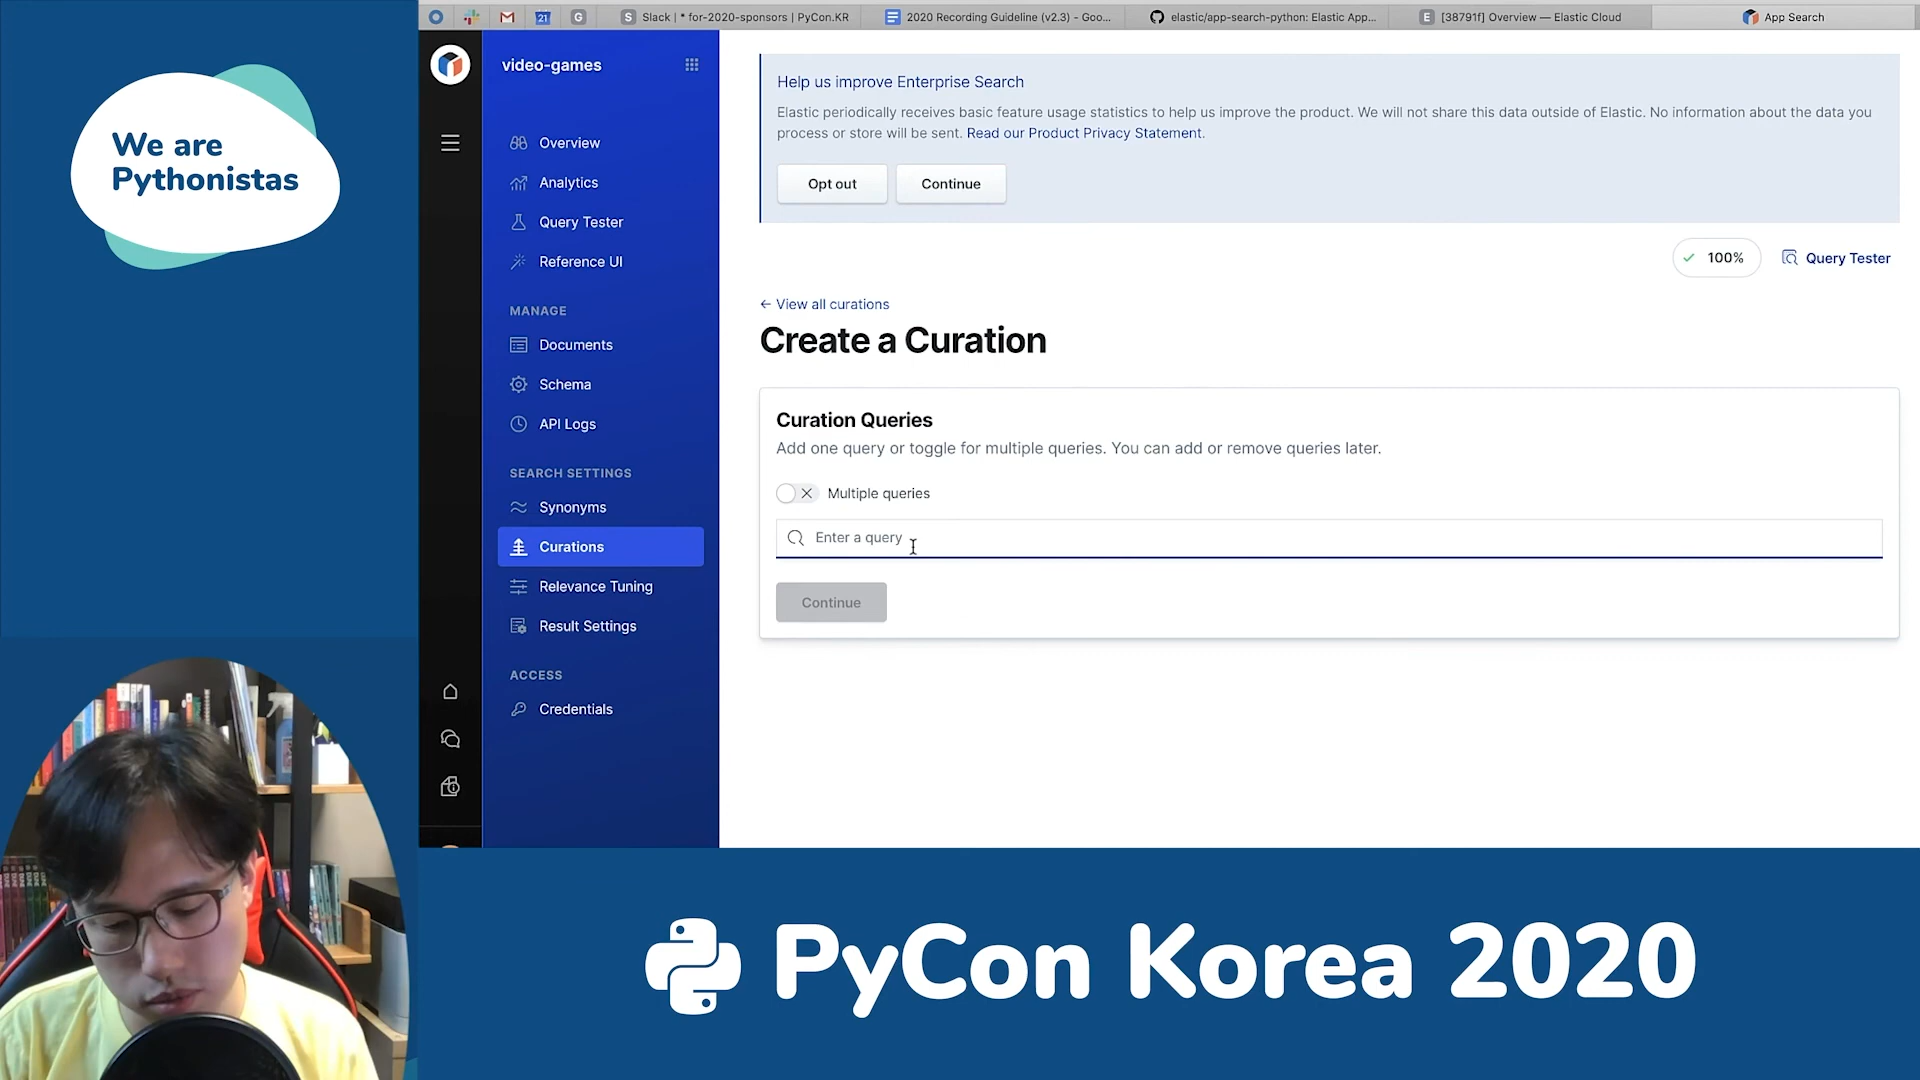 We are
Pythonistas
21
G
S Slack | * for-2020-sponsors | PyCon.KR
2020 Recording Guideline (v2.3) - Goo...
elastic/app-search-python: Elastic App...
E [38791f] Overview — Elastic Cloud
App Search
video-games
Overview
Analytics
Query Tester
Reference UI
MANAGE
Documents
Schema
API Logs
SEARCH SETTINGS
Synonyms
Curations
Relevance Tuning
Result Settings
ACCESS
Credentials
Help us improve Enterprise Search
Elastic periodically receives basic feature usage statistics to help us improve the product. We will not share this data outside of Elastic. No information about the data you
process or store will be sent. Read our Product Privacy Statement.
Opt out
Continue
100%
Query Tester
← View all curations
Create a Curation
Curation Queries
Add one query or toggle for multiple queries. You can add or remove queries later.
Multiple queries
Enter a query
Continue
PyCon Korea 2020